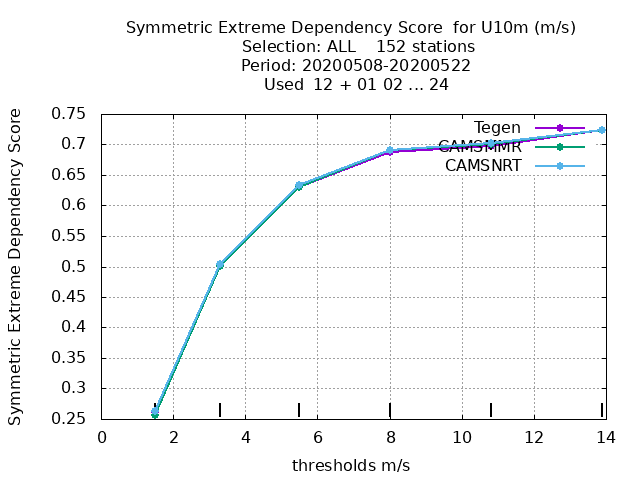 Symmetric Extreme Dependency Score  for U10m (m/s)
Selection: ALL    152 stations
Period: 20200508-20200522
Used  12 + 01 02 ... 24
Symmetric Extreme Dependency Score
0.75
0.7
0.65
0.6
0.55
0.5
0.45
0.4
0.35
0.3
0.25
Tegen
CAMSMMR
CAMSNRT
0 2 4 6 8 10 12 14
thresholds m/s